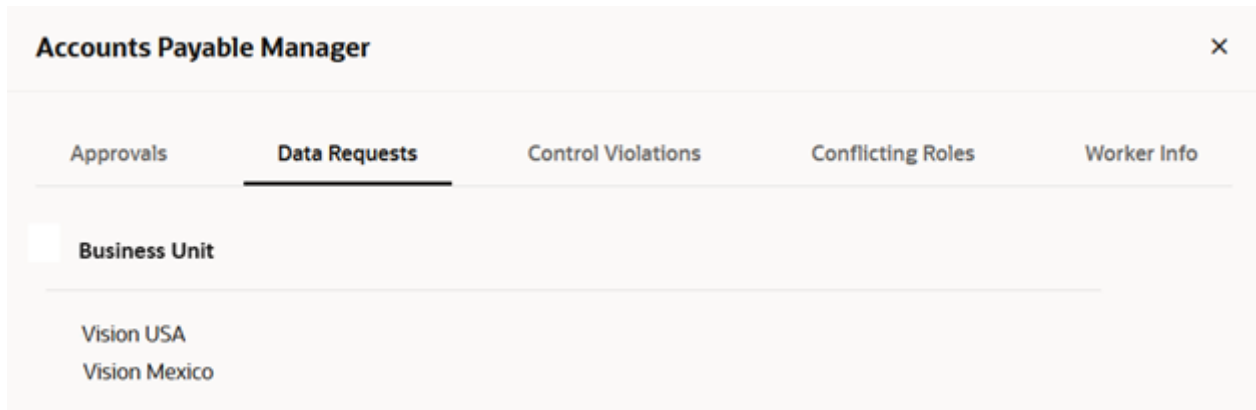 Accounts Payable Manager ×
Approvals Data Requests Control Violations Conflicting Roles Worker Info
Business Unit
Vision USA
Vision Mexico